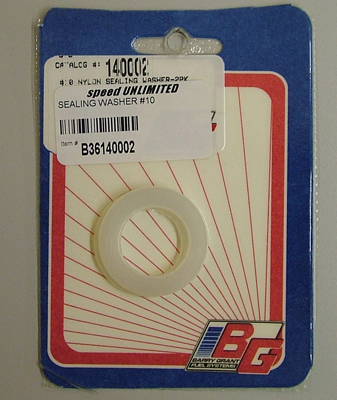 CATALOG #: 140002
#10 NYLON SEALING WASHER-2PK
speed UNLIMITED
SEALING WASHER #10
Item # B36140002
7
BG
BARRY GRANT
FUEL SYSTEMS